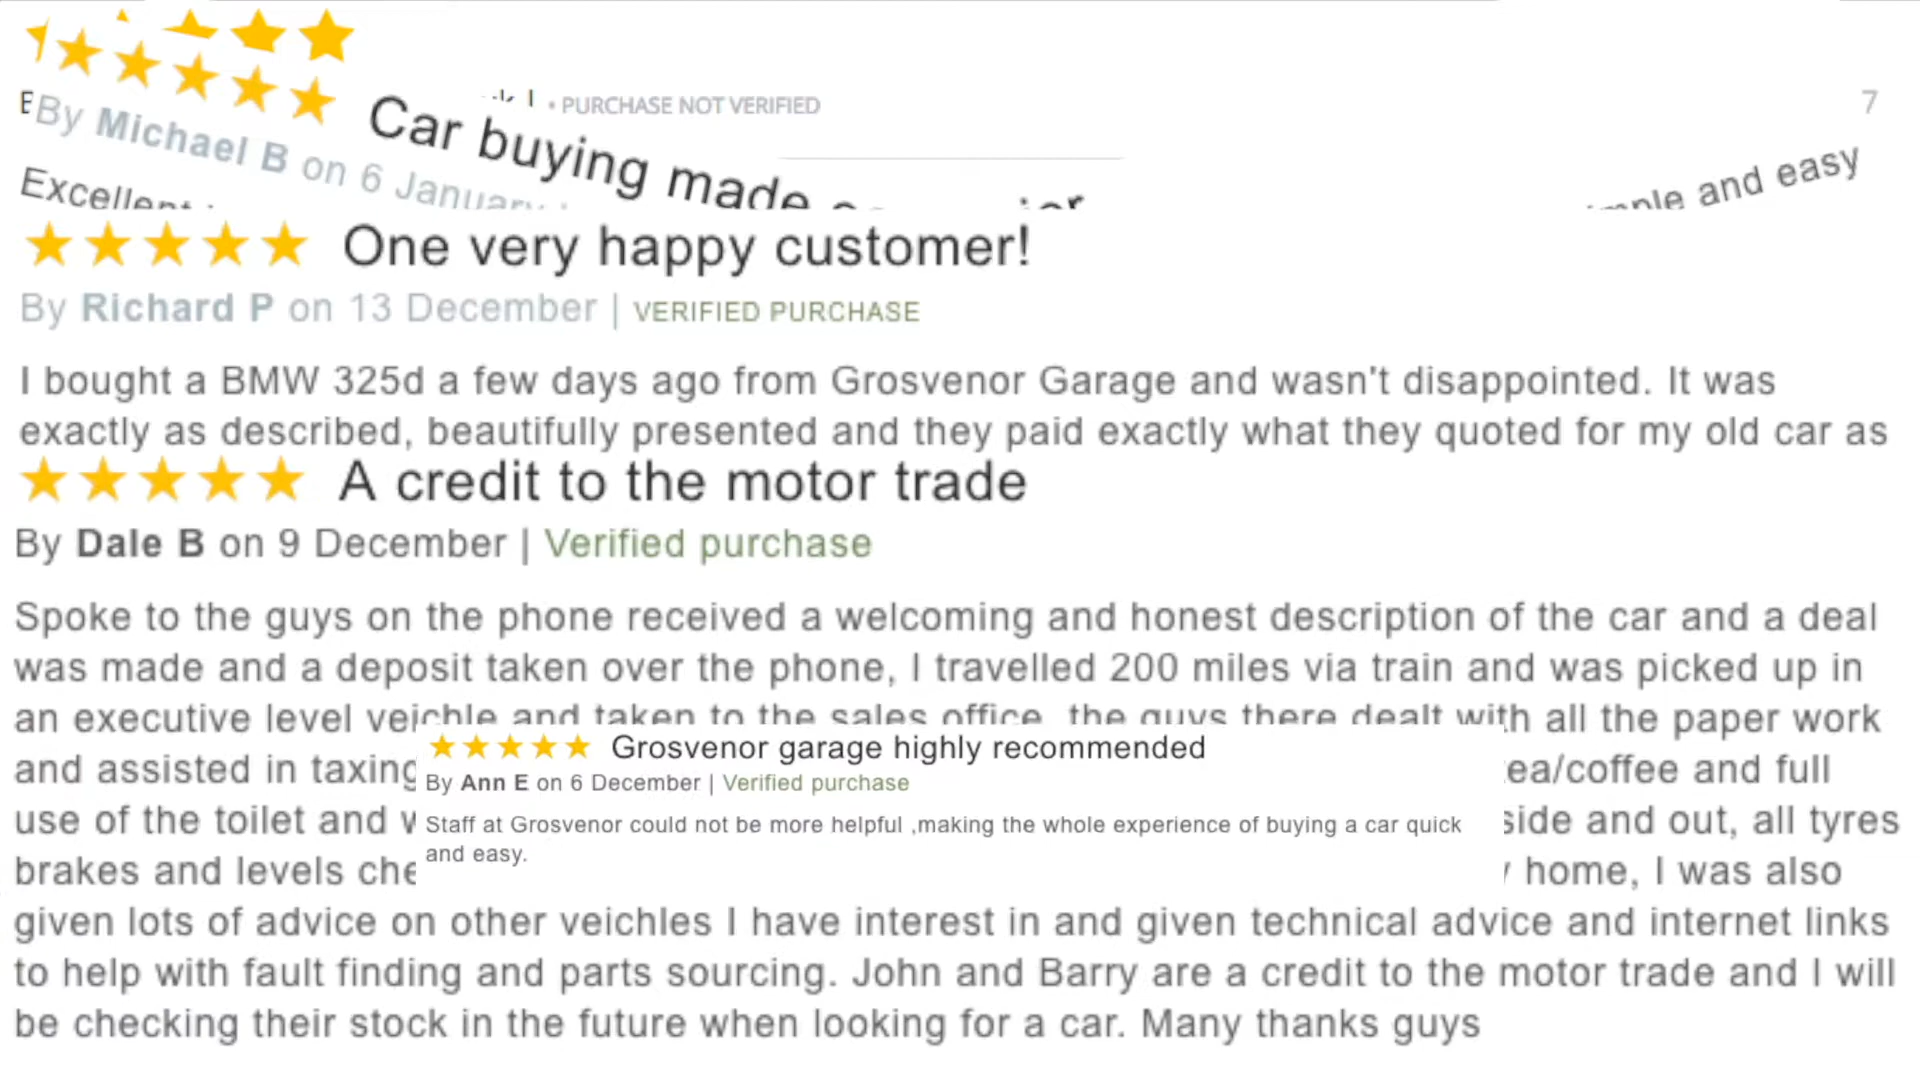 PURCHASE NOT VERIFIED
7
Car buying made
By Michael B on 6 January
and easy
Excellent
One very happy customer!
By Richard P on 13 December | VERIFIED PURCHASE
I bought a BMW 325d a few days ago from Grosvenor Garage and wasn't disappointed. It was
exactly as described, beautifully presented and they paid exactly what they quoted for my old car as
A credit to the motor trade
By Dale B on 9 December | Verified purchase
Spoke to the guys on the phone received a welcoming and honest description of the car and a deal
was made and a deposit taken over the phone, I travelled 200 miles via train and was picked up in
an executive level veichle and taken to the sales office, the guys there dealt with all the paper work
and assisted in taxing
tea/coffee and full
Grosvenor garage highly recommended
By Ann E on 6 December | Verified purchase
Staff at Grosvenor could not be more helpful ,making the whole experience of buying a car quick
and easy.
use of the toilet and
side and out, all tyres
brakes and levels che
home, I was also
given lots of advice on other veichles I have interest in and given technical advice and internet links
to help with fault finding and parts sourcing. John and Barry are a credit to the motor trade and I will
be checking their stock in the future when looking for a car. Many thanks guys